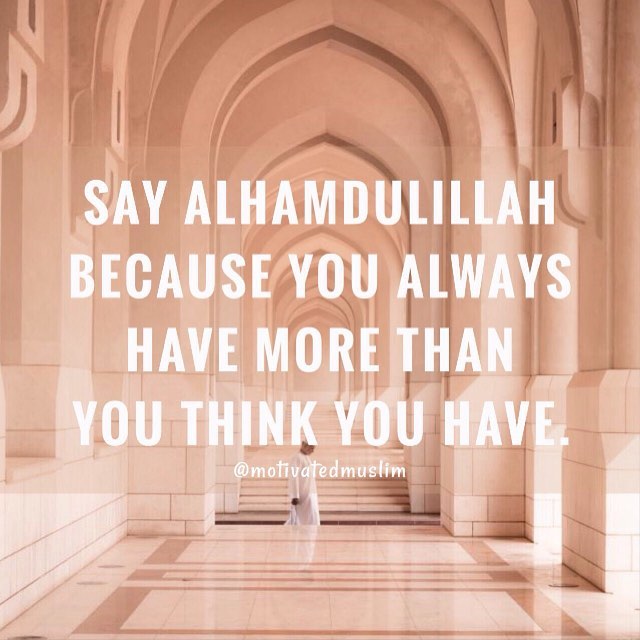 SAY ALHAMDULILLAH
BECAUSE YOU ALWAYS
HAVE MORE THAN
YOU THINK YOU HAVE.
@motivatedmuslim